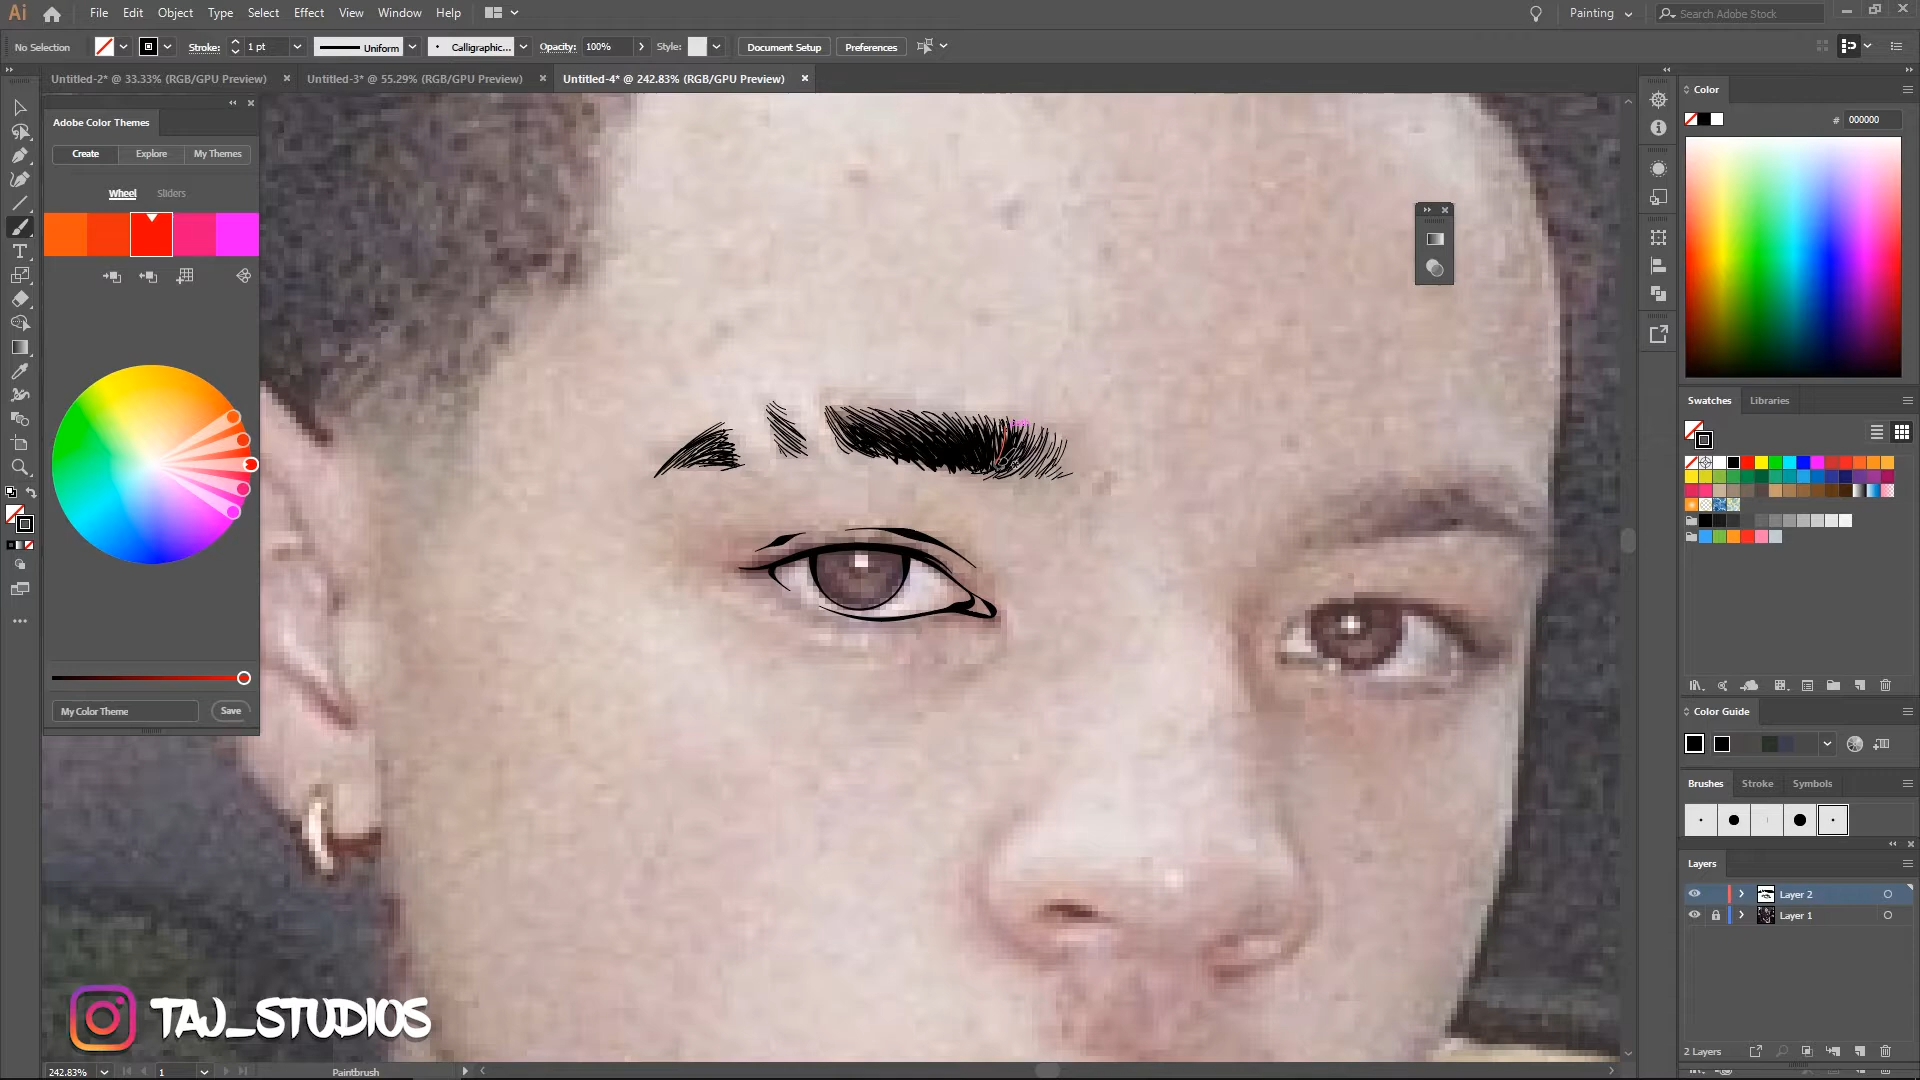 Ai File Edit Object Type Select Effect View Window Help Painting Search Adobe Stock
No Selection Stroke: 1 pt Uniform Calligraphic... Opacity: 100% Style: Document Setup Preferences
Untitled-2* @ 33.33% (RGB/GPU Preview) Untitled-3* @ 55.29% (RGB/GPU Preview) Untitled-4* @ 242.83% (RGB/GPU Preview)
Color
Adobe Color Themes
# 000000
Create Explore My Themes
Wheel Sliders
Swatches Libraries
My Color Theme Save
Color Guide
Brushes Stroke Symbols
Layers
Layer 2
Layer 1
TAJ_STUDIOS
2 Layers
242.83% 1 Paintbrush